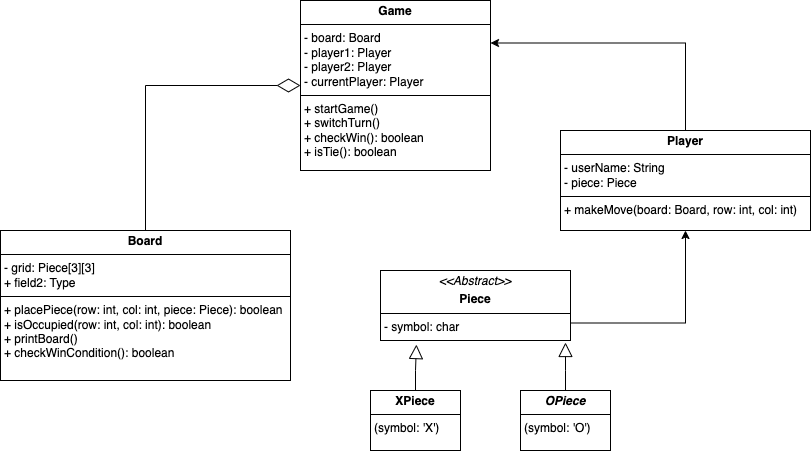 Game
- board: Board
- player1: Player
- player2: Player
- currentPlayer: Player
+ startGame()
+ switchTurn()
+ checkWin(): boolean
+ isTie(): boolean
Player
- userName: String
- piece: Piece
+ makeMove(board: Board, row: int, col: int)
Board
- grid: Piece[3][3]
+ field2: Type
+ placePiece(row: int, col: int, piece: Piece): boolean
+ isOccupied(row: int, col: int): boolean
+ printBoard()
+ checkWinCondition(): boolean
<<Abstract>>
Piece
- symbol: char
XPiece
(symbol: 'X')
OPiece
(symbol: 'O')